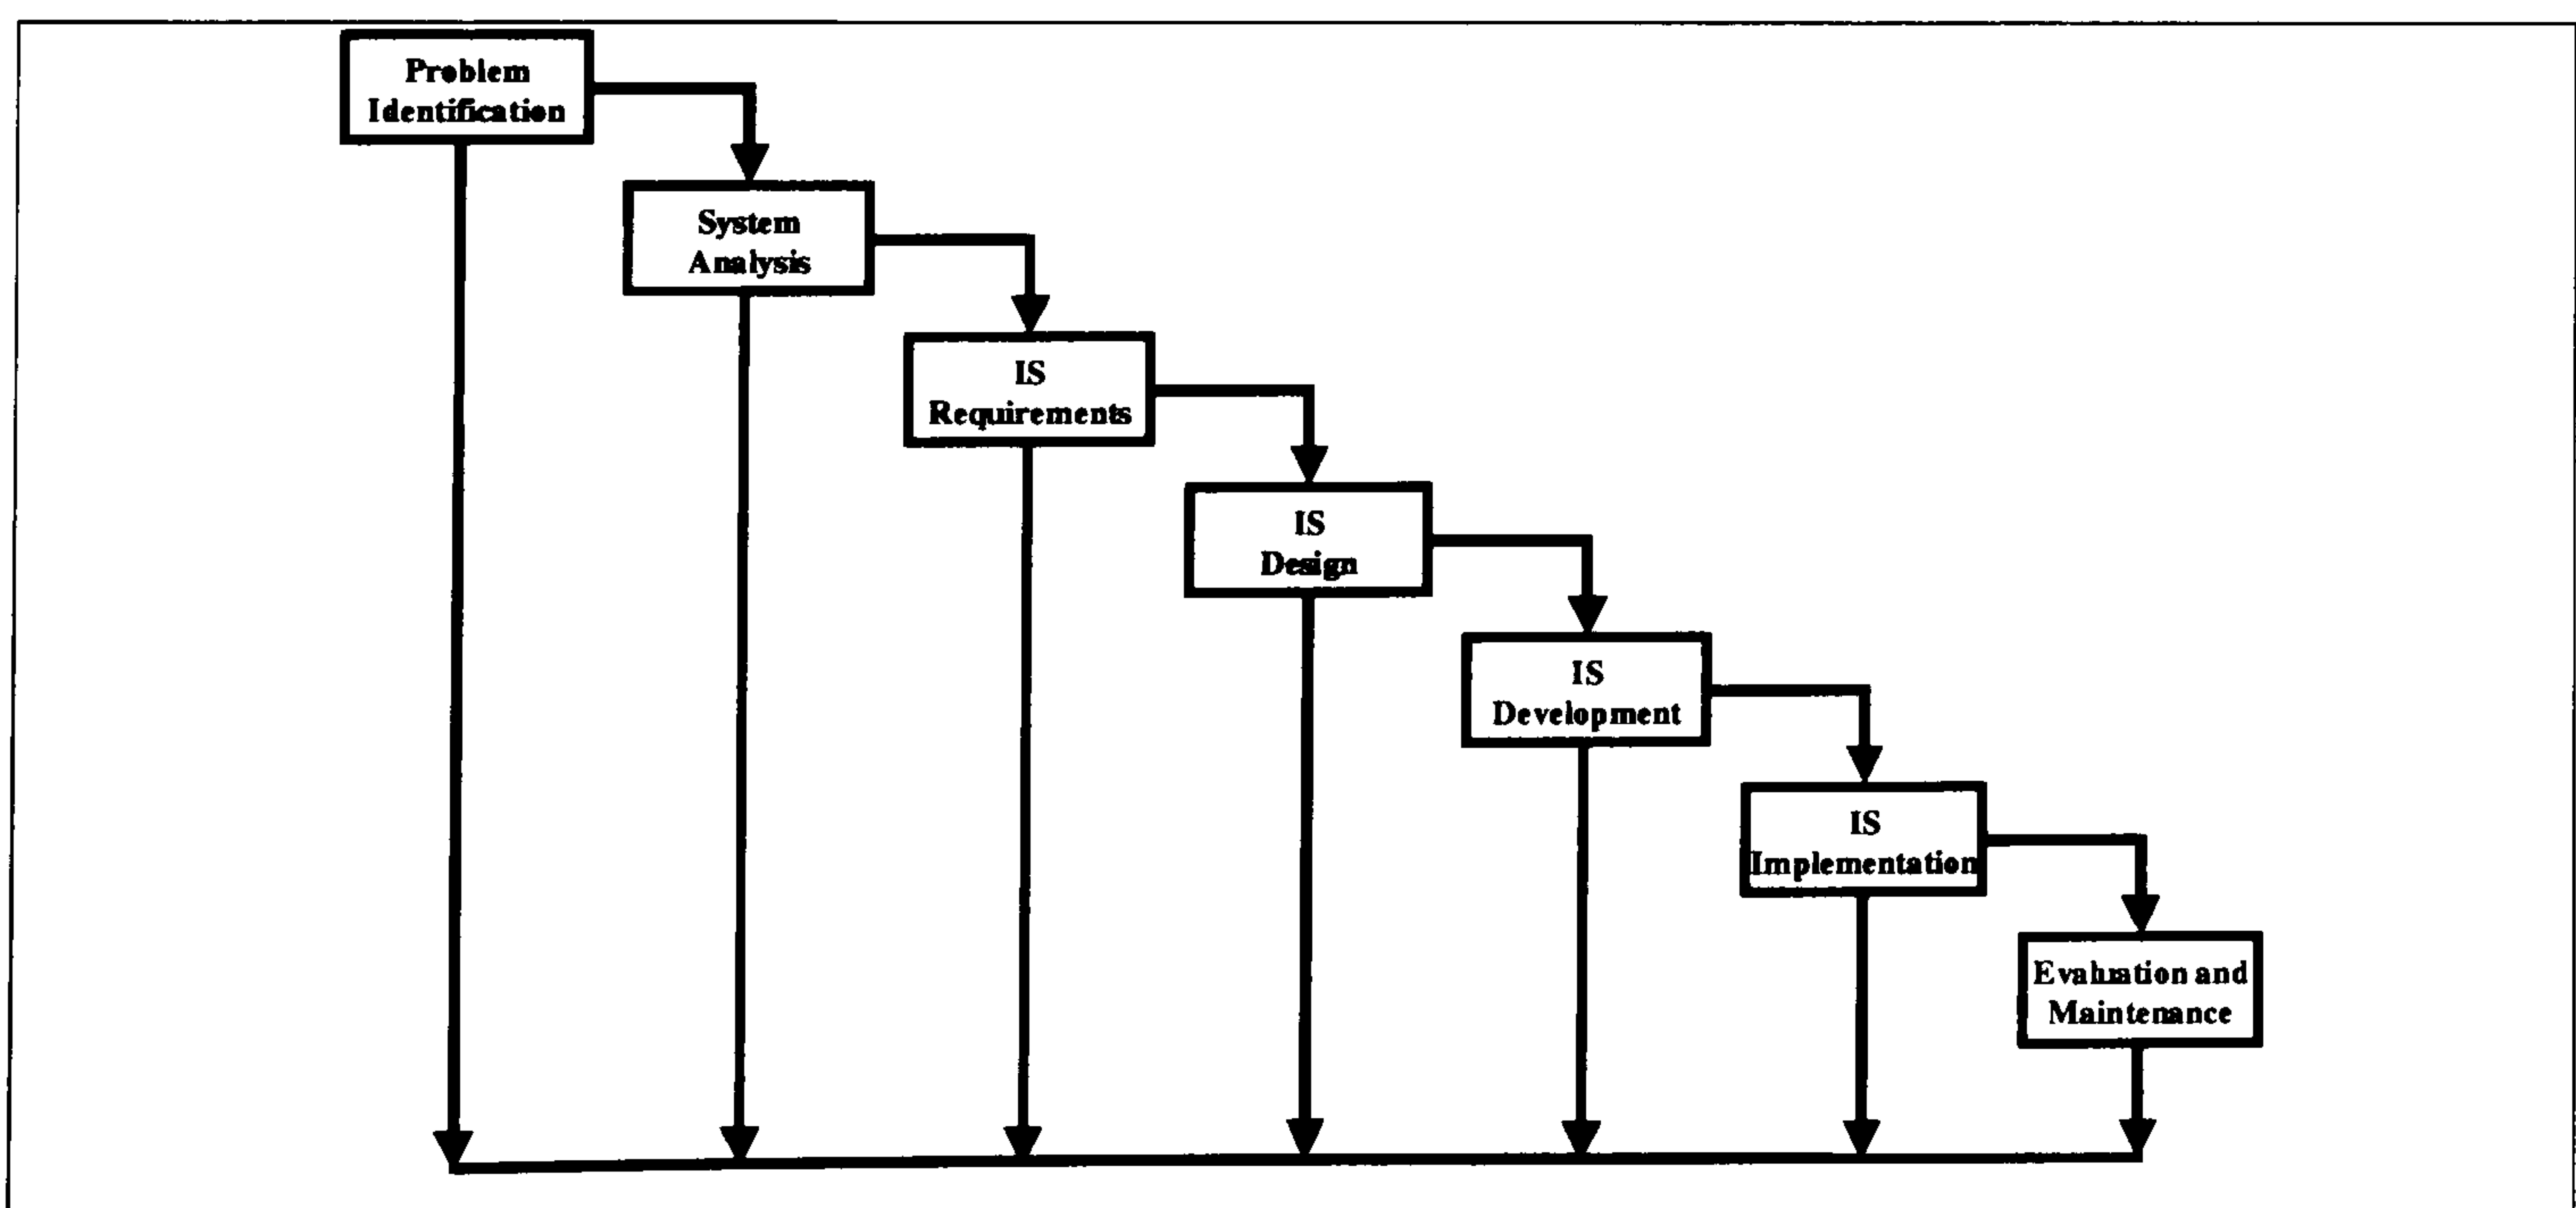 Problem
Identification
System
Analysis
IS
Requirements
IS
Design
IS
Development
IS
Implementation
Evaluation and
Maintenance